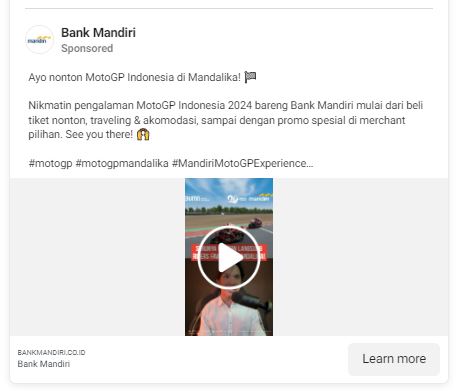 Bank Mandiri
mandiri
Sponsored
Ayo nonton MotoGP Indonesia di Mandalika! 🏁
Nikmatin pengalaman MotoGP Indonesia 2024 bareng Bank Mandiri mulai dari beli
tiket nonton, traveling & akomodasi, sampai dengan promo spesial di merchant
pilihan. See you there! 🙆
#motogp #motogpmandalika #MandiriMotoGPExperience...
mandiri
BANKMANDIRI.CO.ID
Bank Mandiri
Learn more